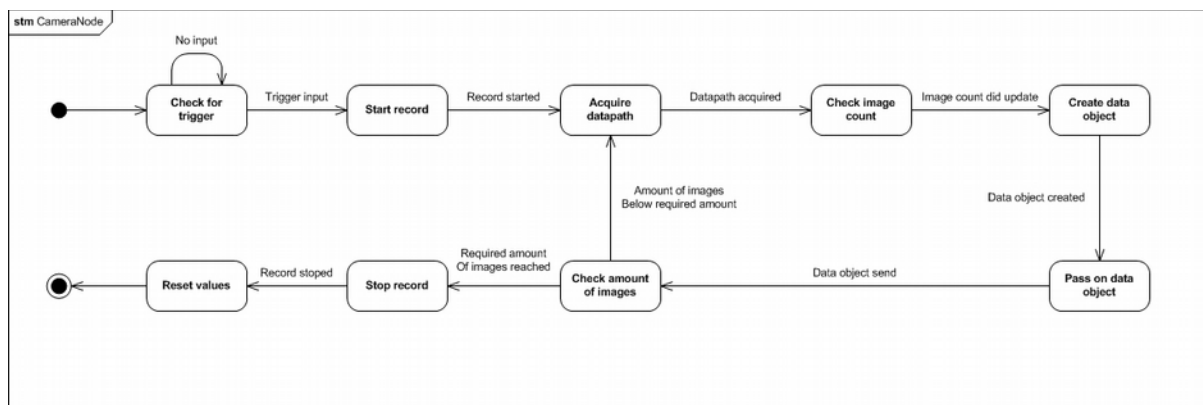 stm CameraNode
No input
Check for
trigger
Trigger input
Start record
Record started
Acquire
datapath
Datapath acquired
Check image
count
Image count did update
Create data
object
Amount of images
Below required amount
Data object created
Reset values
Record stoped
Stop record
Required amount
Of images reached
Check amount
of images
Data object send
Pass on data
object